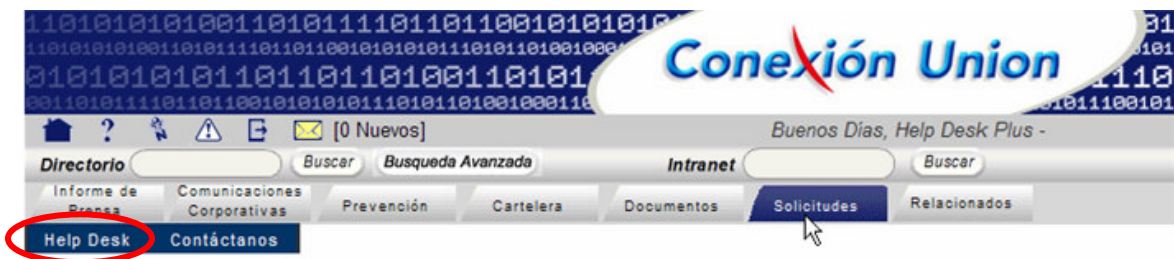 Conexión Union
? [0 Nuevos] Buenos Días, Help Desk Plus -
Directorio Buscar Busqueda Avanzada Intranet Buscar
Informe de Prensa Comunicaciones Corporativas Prevención Cartelera Documentos Solicitudes Relacionados
Help Desk Contáctanos